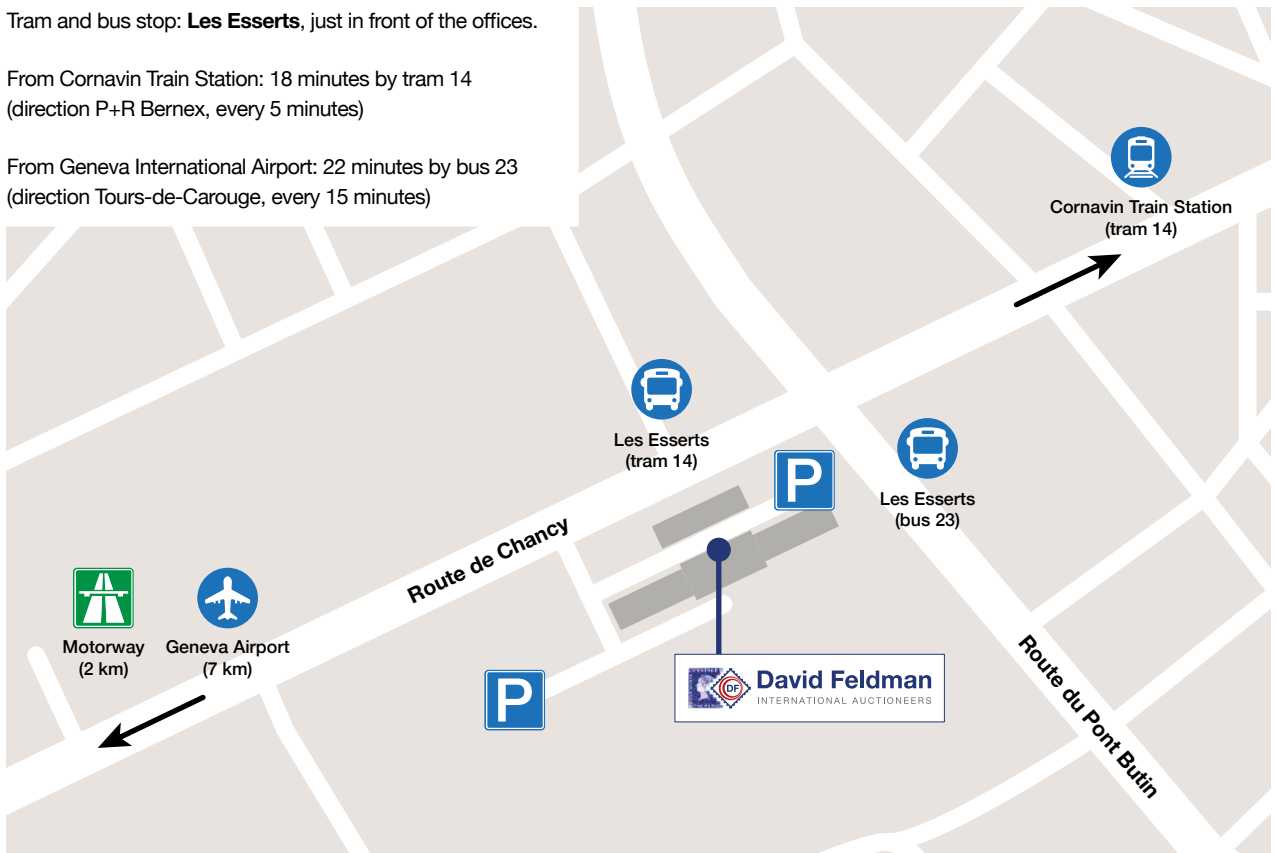 Tram and bus stop: Les Esserts, just in front of the offices.
From Cornavin Train Station: 18 minutes by tram 14
(direction P+R Bernex, every 5 minutes)
From Geneva International Airport: 22 minutes by bus 23
(direction Tours-de-Carouge, every 15 minutes)
Cornavin Train Station
(tram 14)
Les Esserts
(tram 14)
P
Les Esserts
(bus 23)
Route de Chancy
Motorway
(2 km)
Geneva Airport
(7 km)
P
DF
David Feldman
INTERNATIONAL AUCTIONEERS
Route du Pont Butin